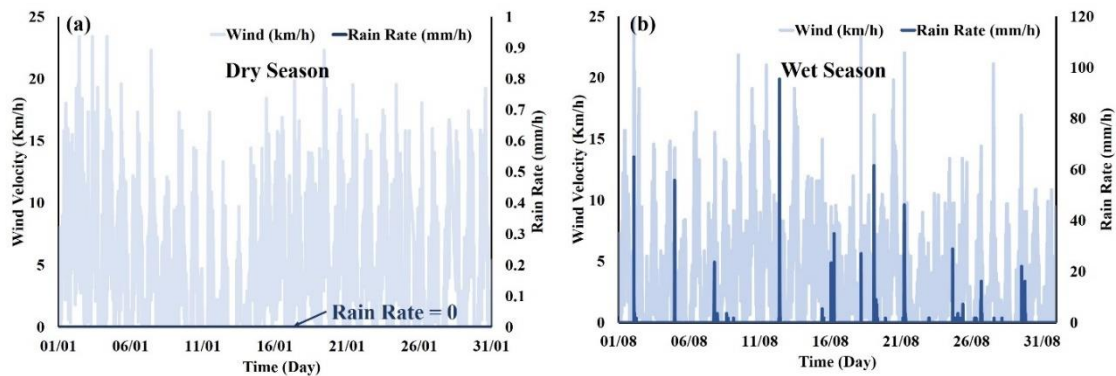 (a)
Wind (km/h)
Rain Rate (mm/h)
Dry Season
25
20
15
10
5
0
Wind Velocity (Km/h)
1
0.9
0.8
0.7
0.6
0.5
0.4
0.3
0.2
0.1
0
Rain Rate (mm/h)
Rain Rate = 0
01/01 06/01 11/01 16/01 21/01 26/01 31/01
Time (Day)
(b)
Wind (km/h)
Rain Rate (mm/h)
Wet Season
25
20
15
10
5
0
Wind Velocity (Km/h)
120
100
80
60
40
20
0
Rain Rate (mm/h)
01/08 06/08 11/08 16/08 21/08 26/08 31/08
Time (Day)